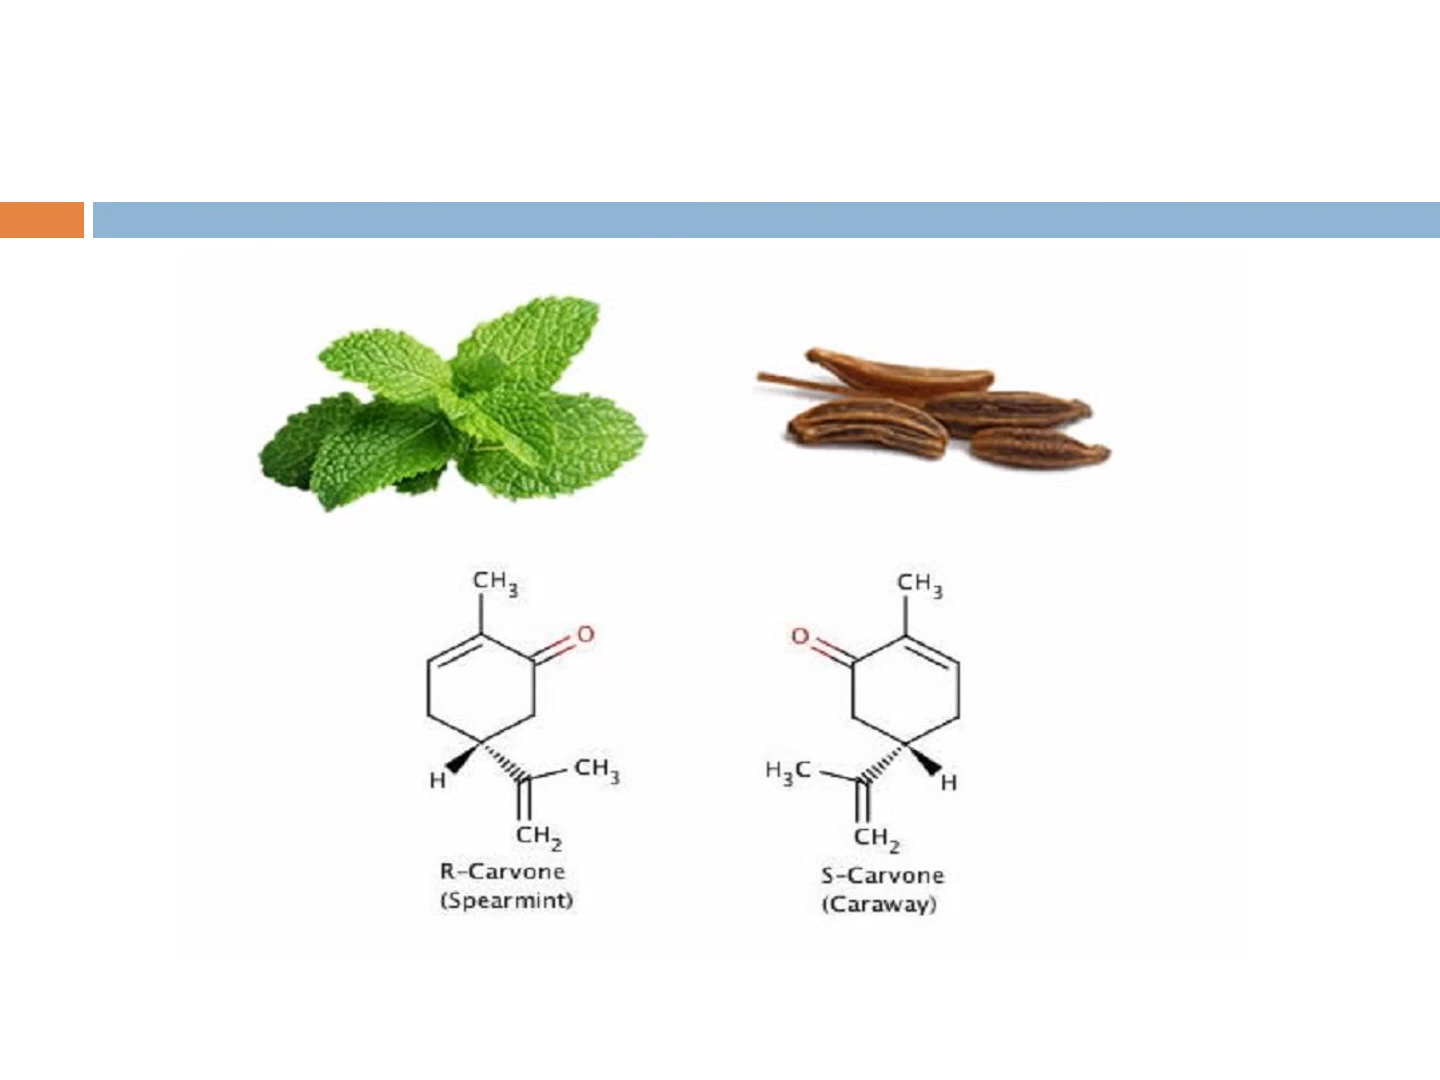 CH₃
O
H
CH₃
CH₂
R-Carvone
(Spearmint)
CH₃
O
H₃C
H
CH₂
S-Carvone
(Caraway)